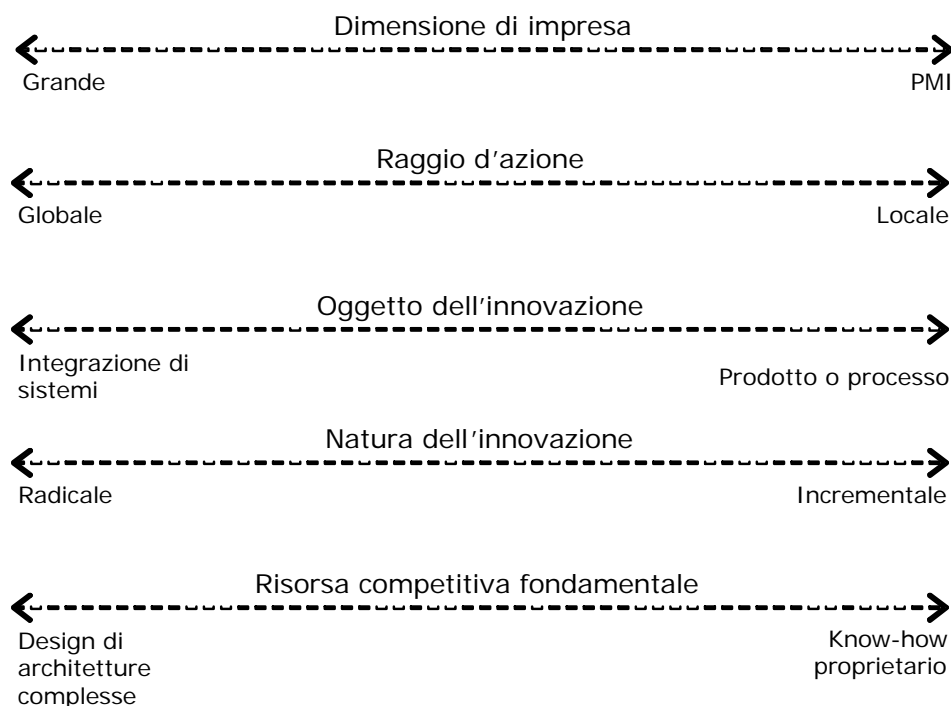 Dimensione di impresa
Grande
PMI
Raggio d'azione
Globale
Locale
Oggetto dell'innovazione
Integrazione di
sistemi
Prodotto o processo
Natura dell'innovazione
Radicale
Incrementale
Risorsa competitiva fondamentale
Design di
architetture
complesse
Know-how
proprietario